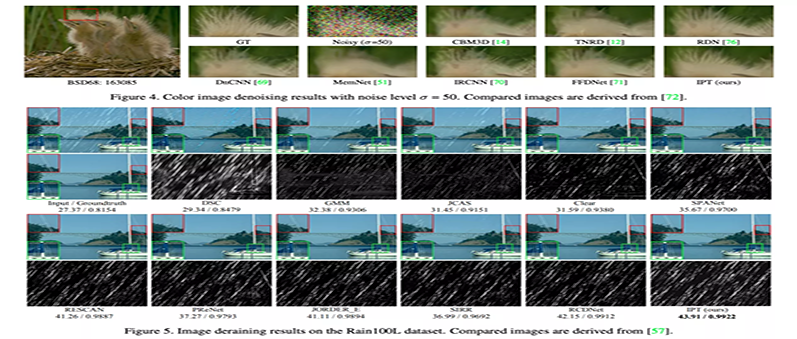 GT Noisy (σ=50) CBM3D [14] TNRD [12] RDN [76]
BSD68: 163085 DnCNN [69] MemNet [51] IRCNN [70] FFDNet [71] IPT (ours)
Figure 4. Color image denoising results with noise level σ = 50. Compared images are derived from [72].
Input / Groundtruth DSC GMM JCAS Clear SPANet
27.37 / 0.8154 29.34 / 0.8479 32.38 / 0.9306 31.45 / 0.9151 31.59 / 0.9380 35.67 / 0.9700
RESCAN PReNet JORDER_E SIRR RCDNet IPT (ours)
41.26 / 0.9887 37.27 / 0.9793 41.11 / 0.9894 36.99 / 0.9692 42.15 / 0.9912 43.91 / 0.9922
Figure 5. Image deraining results on the Rain100L dataset. Compared images are derived from [57].